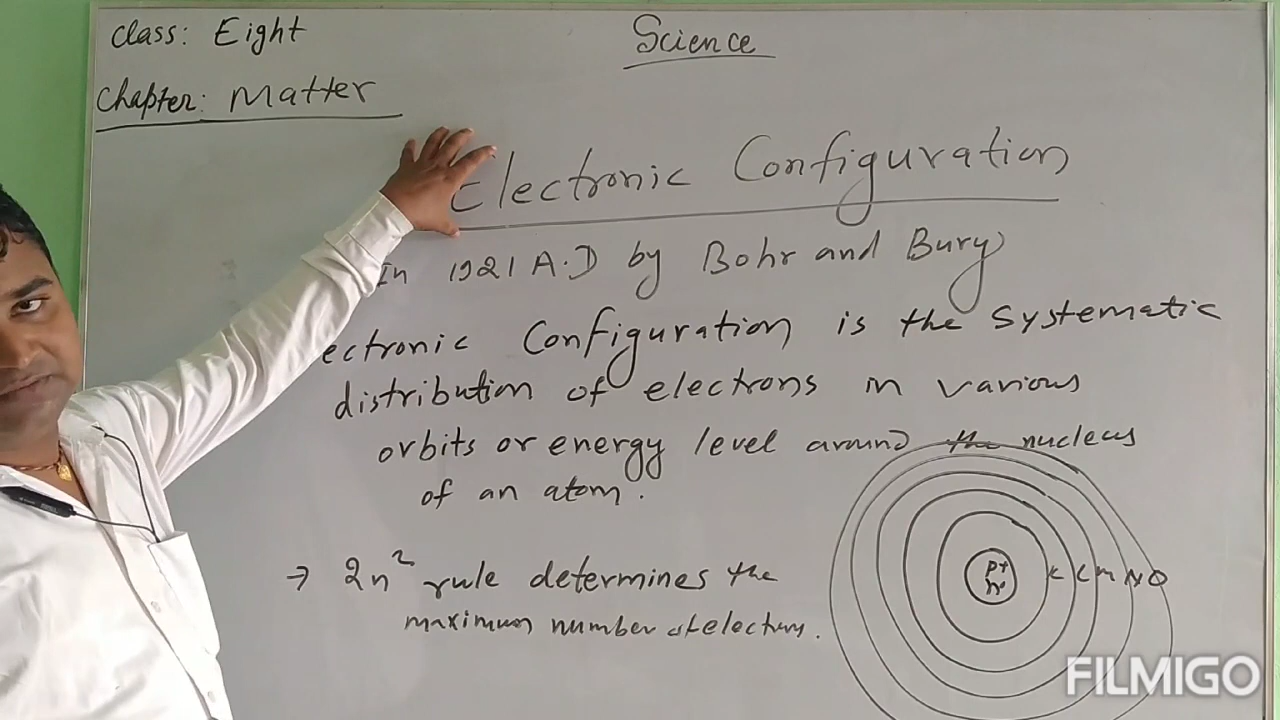 Class: Eight
Science
Chapter: Matter
Electronic Configuration
In 1921 A.D by Bohr and Bury
ectronic Configuration is the systematic
distribution of electrons in various
orbits or energy level around the nucleus
of an atom.
→ 2n² rule determines the
maximum number of
P+
K L M N O
FILMIGO